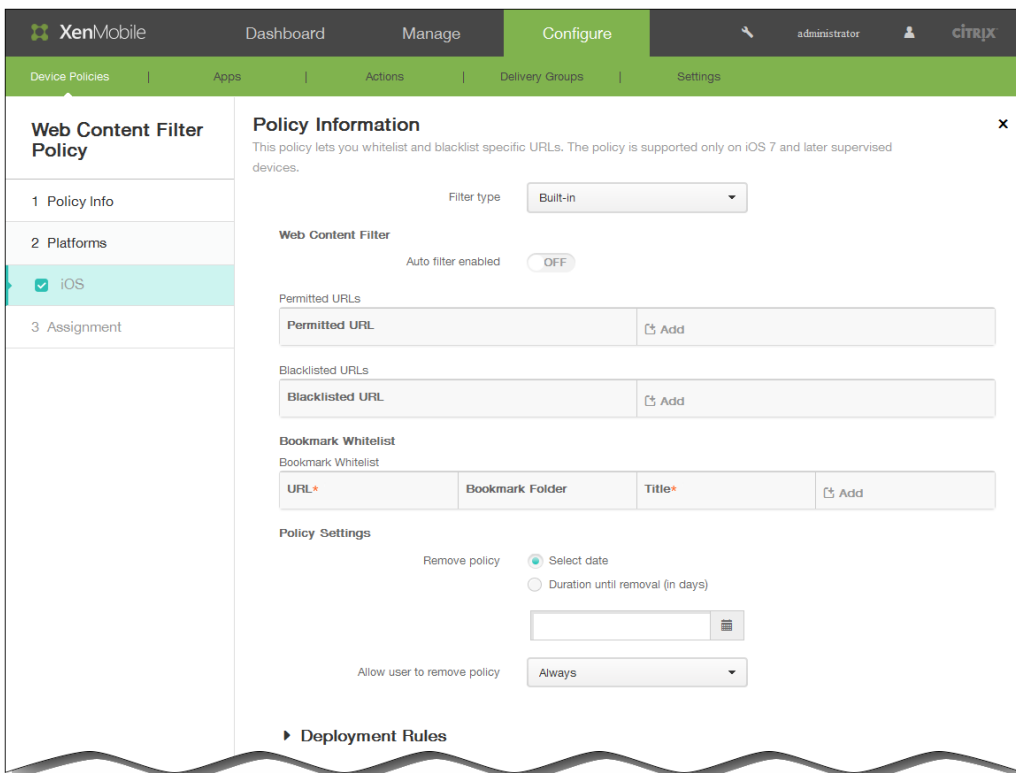 XenMobile Dashboard Manage Configure administrator CITRIX
Device Policies | Apps | Actions | Delivery Groups | Settings
Web Content Filter
Policy
1 Policy Info
2 Platforms
iOS
3 Assignment
Policy Information
This policy lets you whitelist and blacklist specific URLs. The policy is supported only on iOS 7 and later supervised
devices.
Filter type Built-in
Web Content Filter
Auto filter enabled OFF
Permitted URLs
Permitted URL Add
Blacklisted URLs
Blacklisted URL Add
Bookmark Whitelist
Bookmark Whitelist
URL* Bookmark Folder Title* Add
Policy Settings
Remove policy Select date
Duration until removal (in days)
Allow user to remove policy Always
Deployment Rules